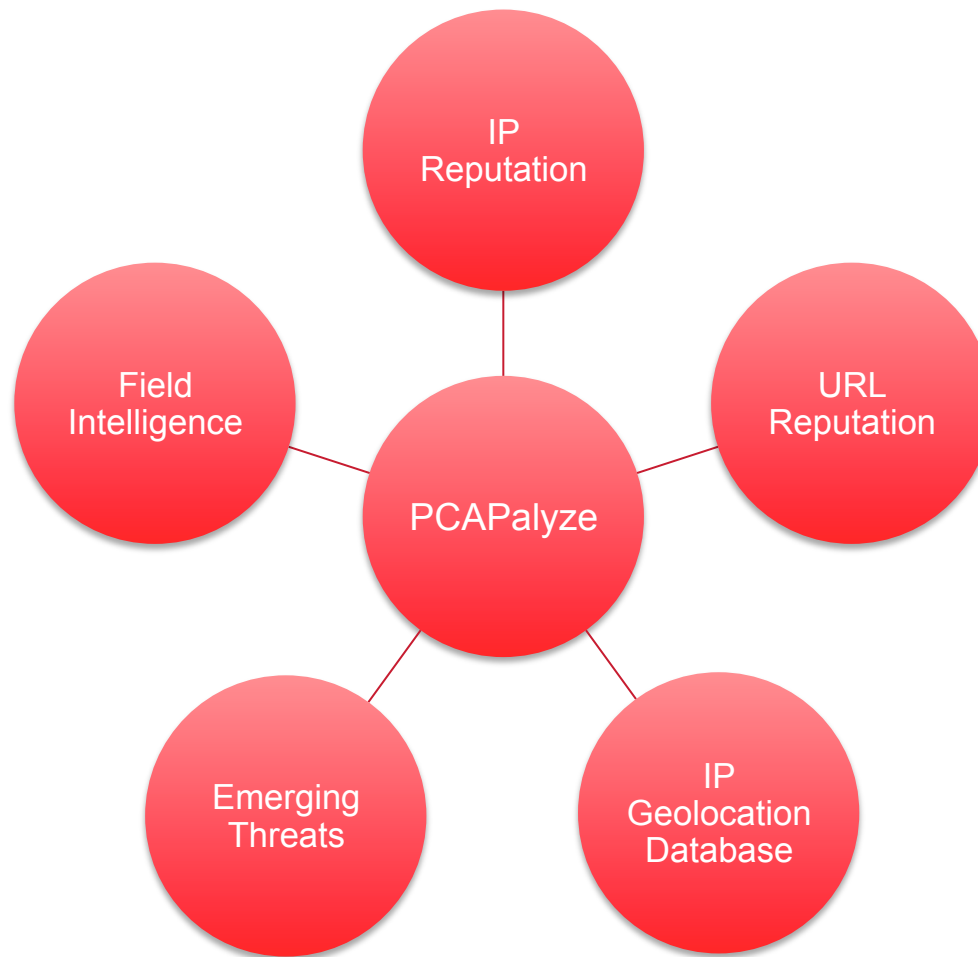 IP
Reputation
Field
Intelligence
URL
Reputation
PCAPalyze
Emerging
Threats
IP
Geolocation
Database